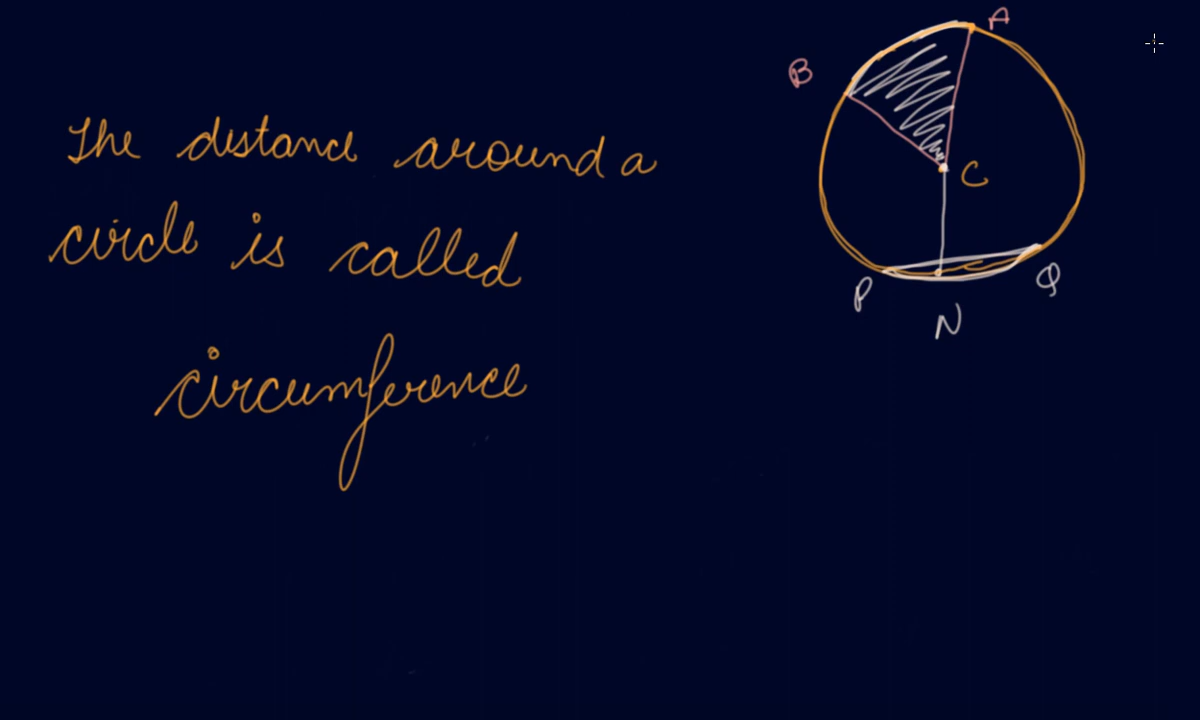 The distance around a
circle is called
circumference
A
B
C
P
Q
N